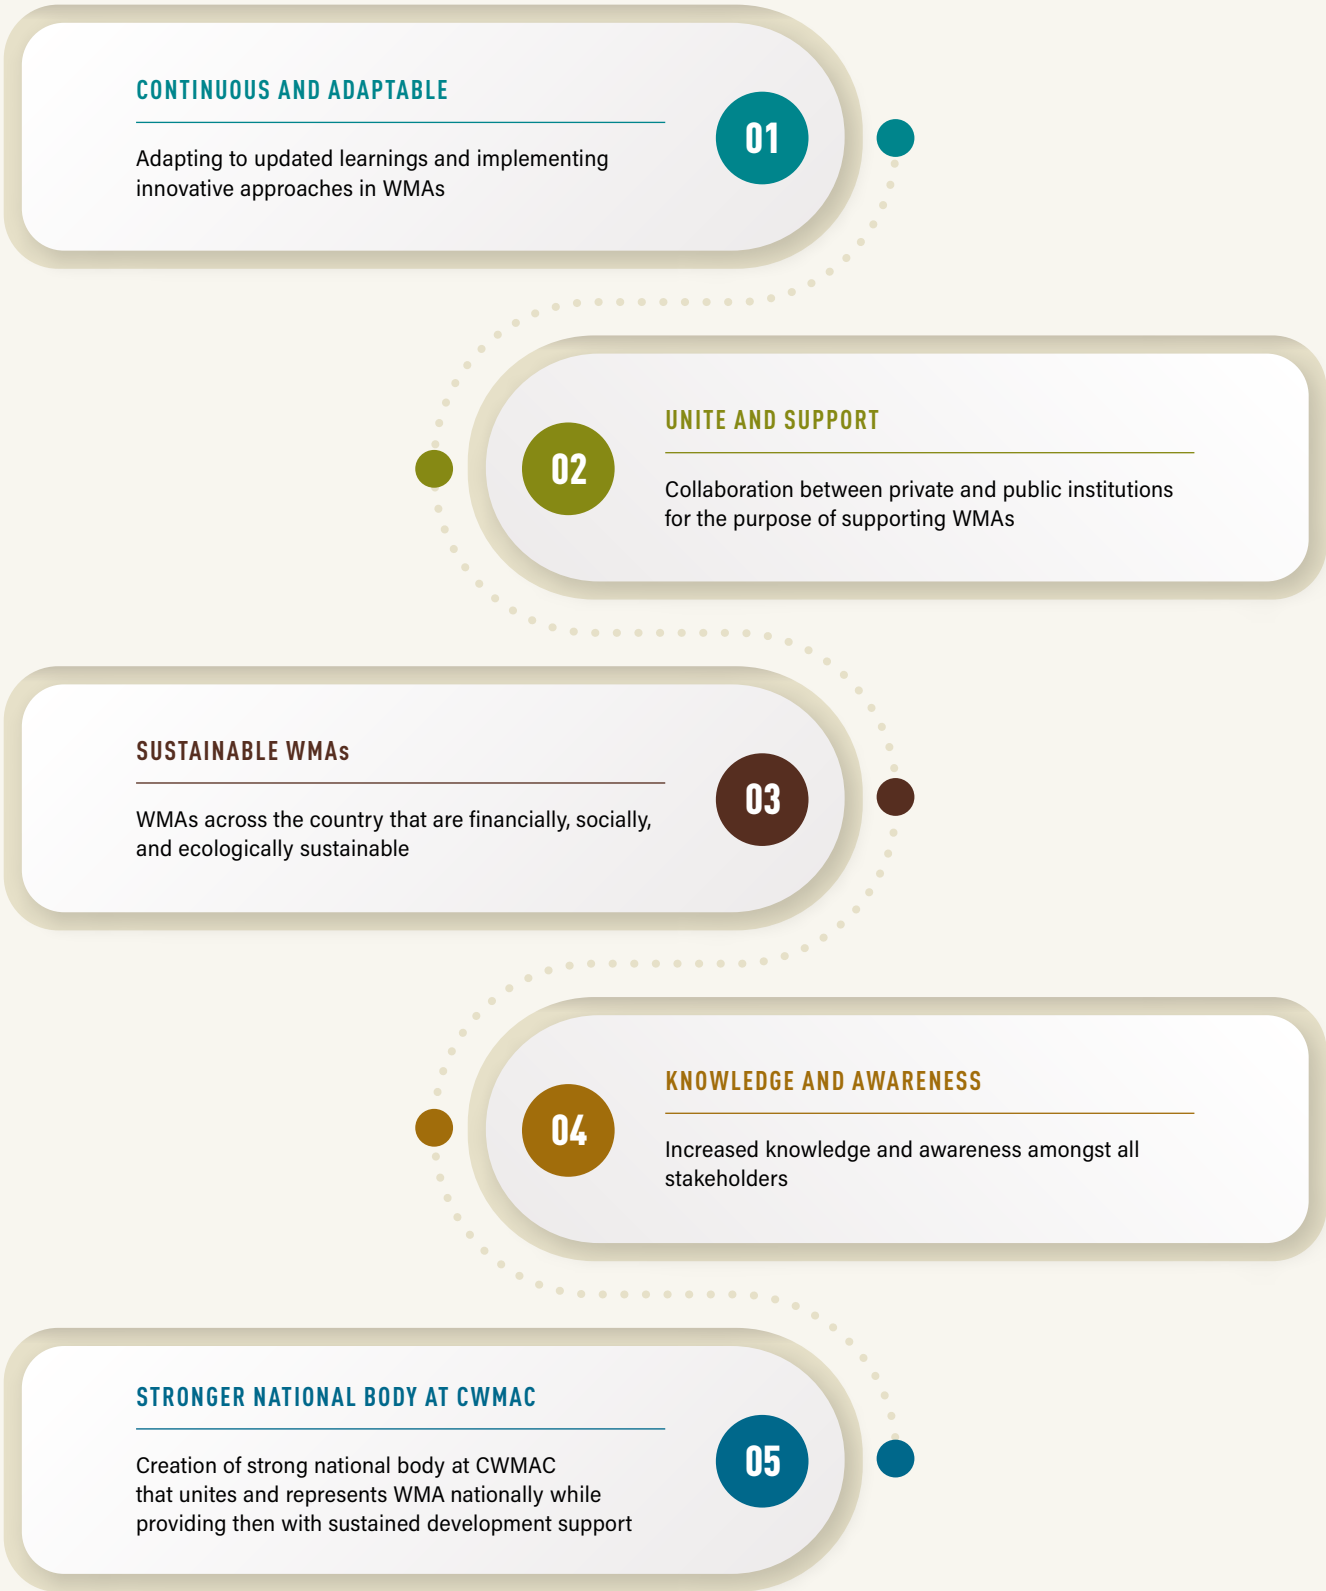 CONTINUOUS AND ADAPTABLE
Adapting to updated learnings and implementing
innovative approaches in WMAs
01
UNITE AND SUPPORT
02
Collaboration between private and public institutions
for the purpose of supporting WMAs
SUSTAINABLE WMAs
WMAs across the country that are financially, socially,
and ecologically sustainable
03
KNOWLEDGE AND AWARENESS
04
Increased knowledge and awareness amongst all
stakeholders
STRONGER NATIONAL BODY AT CWMAC
Creation of strong national body at CWMAC
that unites and represents WMA nationally while
providing then with sustained development support
05